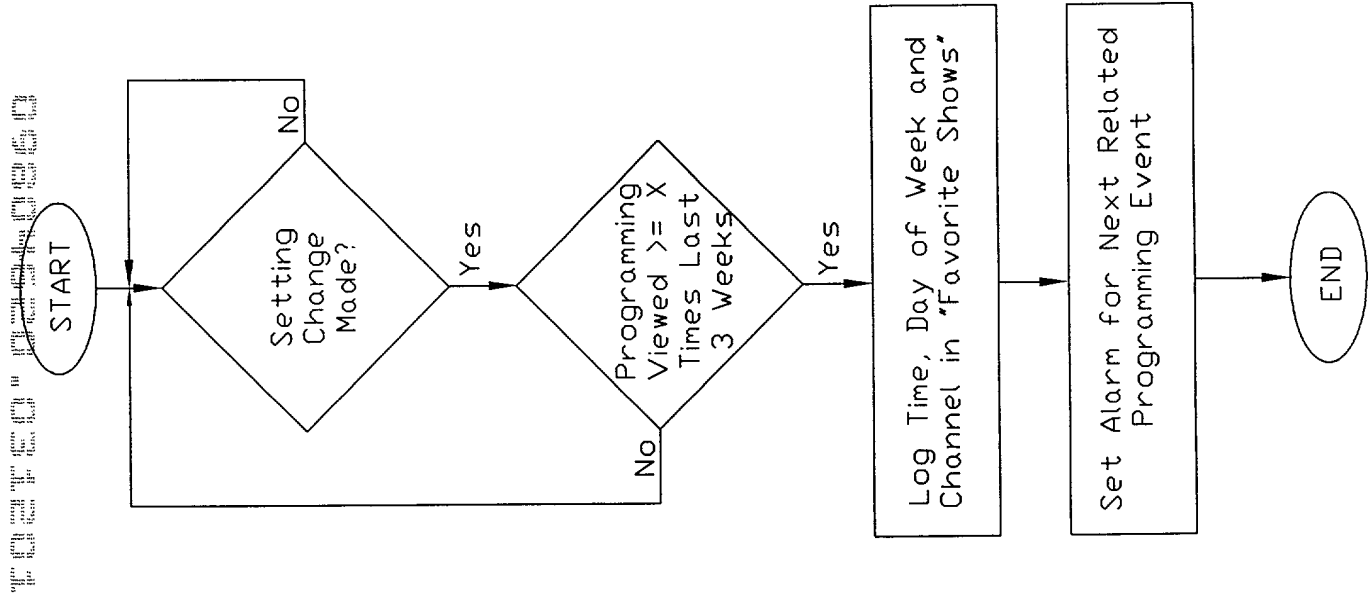 START
No
Setting
Change
Made?
Yes
Programming
Viewed >= X
Times Last
3 Weeks
No
Yes
Log Time, Day of Week and
Channel in "Favorite Shows"
Set Alarm for Next Related
Programming Event
END